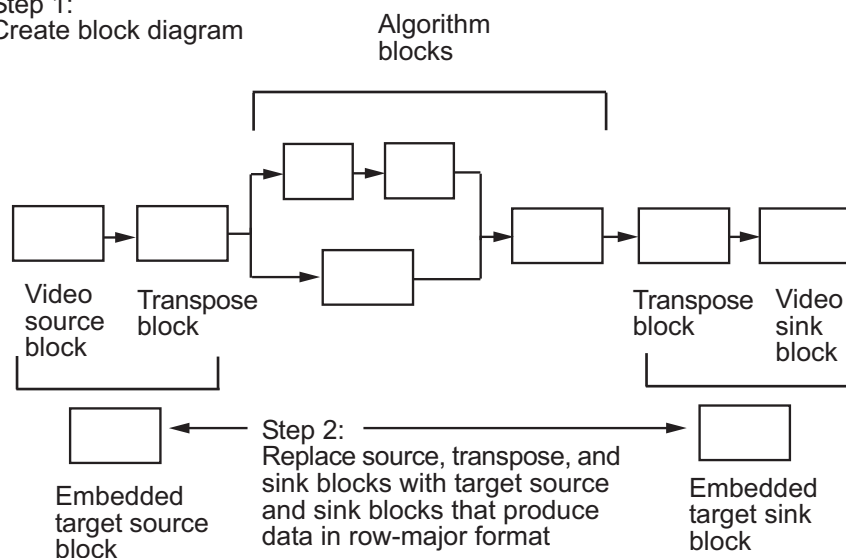 Step 1:
Create block diagram
Algorithm
blocks
Video
source
block
Transpose
block
Transpose
block
Video
sink
block
Step 2:
Replace source, transpose, and
sink blocks with target source
and sink blocks that produce
data in row-major format
Embedded
target source
block
Embedded
target sink
block